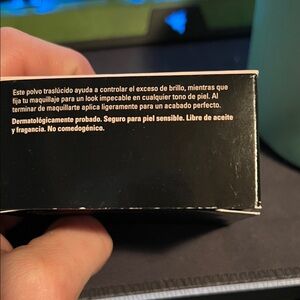 Este polvo traslúcido ayuda a controlar el exceso de brillo, mientras que
fija tu maquillaje para un look impecable en cualquier tono de piel. Al
terminar de maquillarte aplica ligeramente para un acabado perfecto.
Dermatológicamente probado. Seguro para piel sensible. Libre de aceite
y fragancia. No comedogénico.